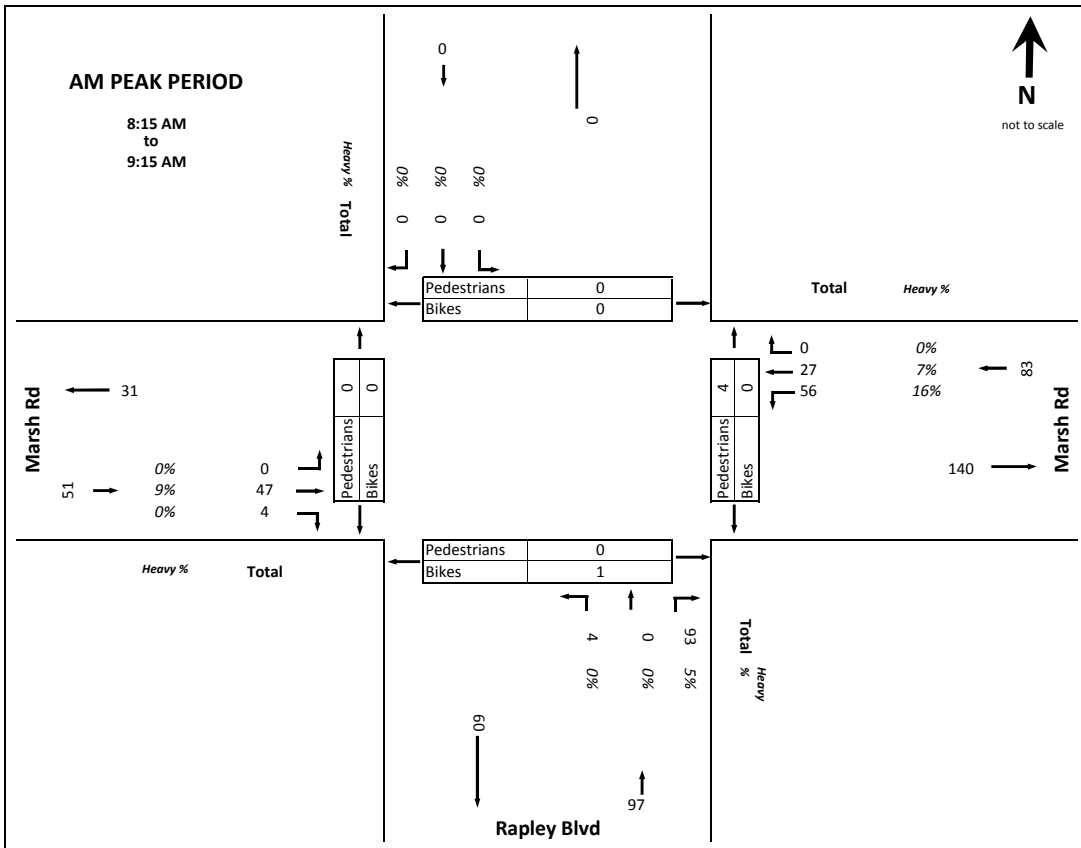 AM PEAK PERIOD
8:15 AM
to
9:15 AM
N
not to scale
0
0
Heavy % 0% 0% 0%
Total 0 0 0
Pedestrians 0
Bikes 0
Total Heavy %
0 0%
27 7%
56 16%
83
Marsh Rd
140
Pedestrians 4
Bikes 0
Marsh Rd
31
51
0% 0
9% 47
0% 4
Heavy % Total
Pedestrians 0
Bikes 0
Pedestrians 0
Bikes 1
4 0 93 Total
0% 0% 5% Heavy %
60
97
Rapley Blvd